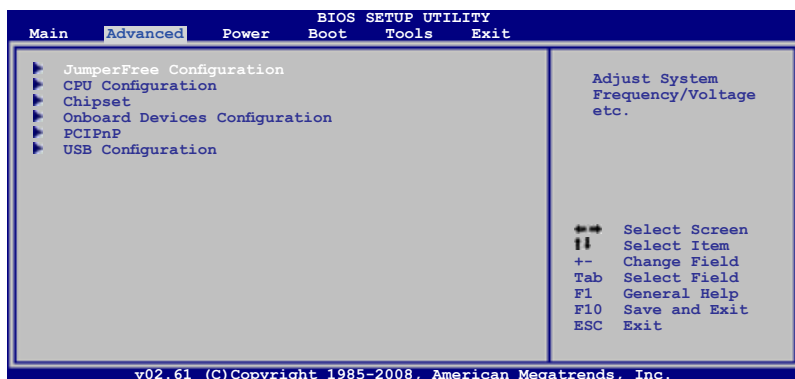 BIOS SETUP UTILITY
Main Advanced Power Boot Tools Exit
JumperFree Configuration
CPU Configuration
Chipset
Onboard Devices Configuration
PCIPnP
USB Configuration
Adjust System
Frequency/Voltage
etc.
Select Screen
Select Item
+- Change Field
Tab Select Field
F1 General Help
F10 Save and Exit
ESC Exit
v02.61 (C)Copyright 1985-2008, American Megatrends, Inc.